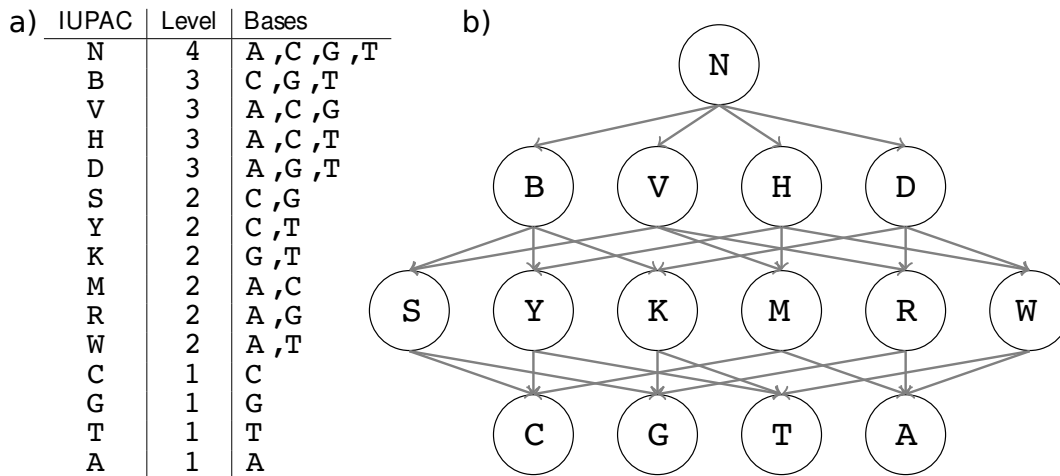 a)
IUPAC Level Bases
N 4 A,C,G,T
B 3 C,G,T
V 3 A,C,G
H 3 A,C,T
D 3 A,G,T
S 2 C,G
Y 2 C,T
K 2 G,T
M 2 A,C
R 2 A,G
W 2 A,T
C 1 C
G 1 G
T 1 T
A 1 A
b)
N
B V H D
S Y K M R W
C G T A